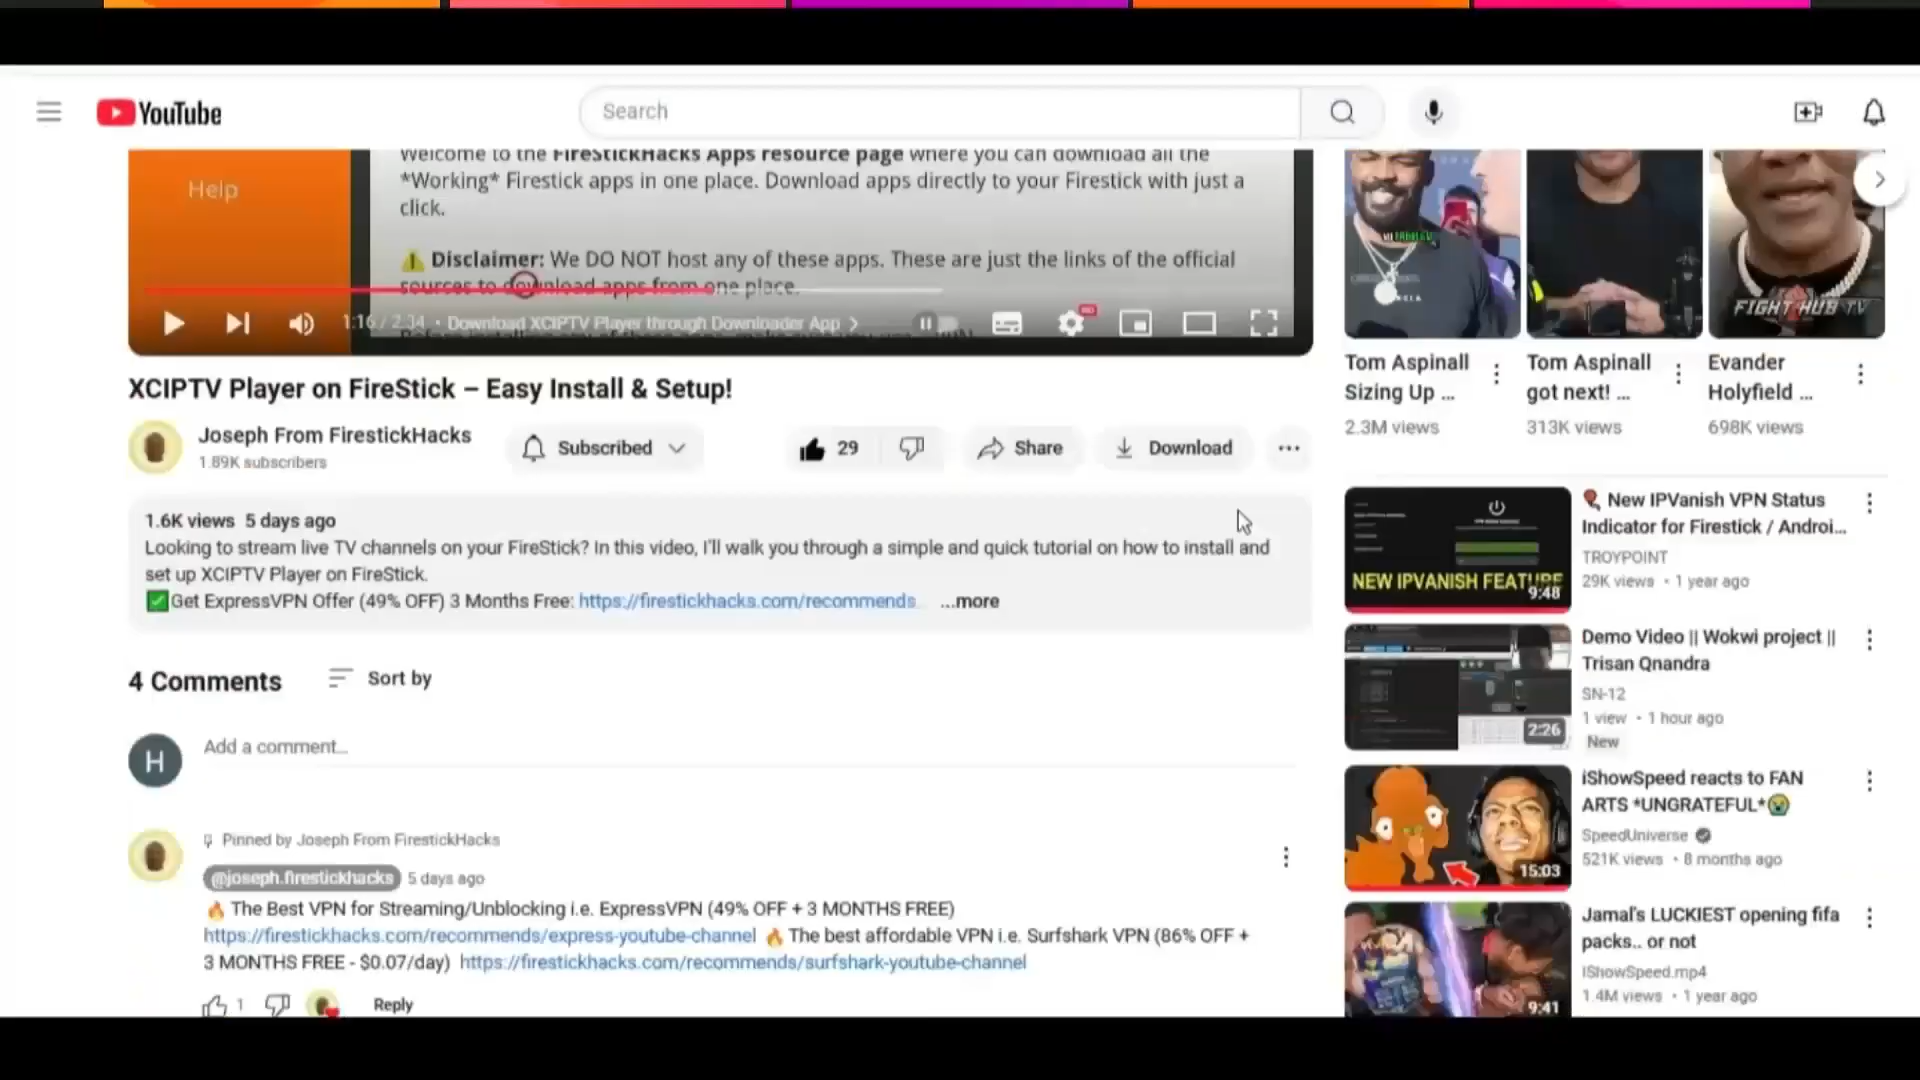 YouTube
Search
Help
Welcome to the FireStickHacks Apps resource page where you can download all the
*Working* Firestick apps in one place. Download apps directly to your Firestick with just a
click.
⚠ Disclaimer: We DO NOT host any of these apps. These are just the links of the official
sources to download apps from one place.
1:16 / 2:34 • Download XCIPTV Player through Downloader App >
XCIPTV Player on FireStick – Easy Install & Setup!
Joseph From FirestickHacks
1.89K subscribers
Subscribed
29
Share
Download
1.6K views 5 days ago
Looking to stream live TV channels on your FireStick? In this video, I'll walk you through a simple and quick tutorial on how to install and
set up XCIPTV Player on FireStick.
✅Get ExpressVPN Offer (49% OFF) 3 Months Free: https://firestickhacks.com/recommends... ...more
4 Comments
Sort by
H
Add a comment...
Pinned by Joseph From FirestickHacks
@joseph.firestickhacks 5 days ago
🔥 The Best VPN for Streaming/Unblocking i.e. ExpressVPN (49% OFF + 3 MONTHS FREE)
https://firestickhacks.com/recommends/express-youtube-channel 🔥 The best affordable VPN i.e. Surfshark VPN (86% OFF +
3 MONTHS FREE - $0.07/day) https://firestickhacks.com/recommends/surfshark-youtube-channel
1
Reply
FIGHT HUB TV
Tom Aspinall
Sizing Up ...
2.3M views
Tom Aspinall
got next! ...
313K views
Evander
Holyfield ...
698K views
NEW IPVANISH FEATURE
9:48
New IPVanish VPN Status
Indicator for Firestick / Androi...
TROYPOINT
29K views • 1 year ago
2:26
Demo Video || Wokwi project ||
Trisan Qnandra
SN-12
1 view • 1 hour ago
New
15:03
iShowSpeed reacts to FAN
ARTS *UNGRATEFUL*😭
SpeedUniverse
521K views • 8 months ago
9:41
Jamal's LUCKIEST opening fifa
packs.. or not
iShowSpeed.mp4
1.4M views • 1 year ago